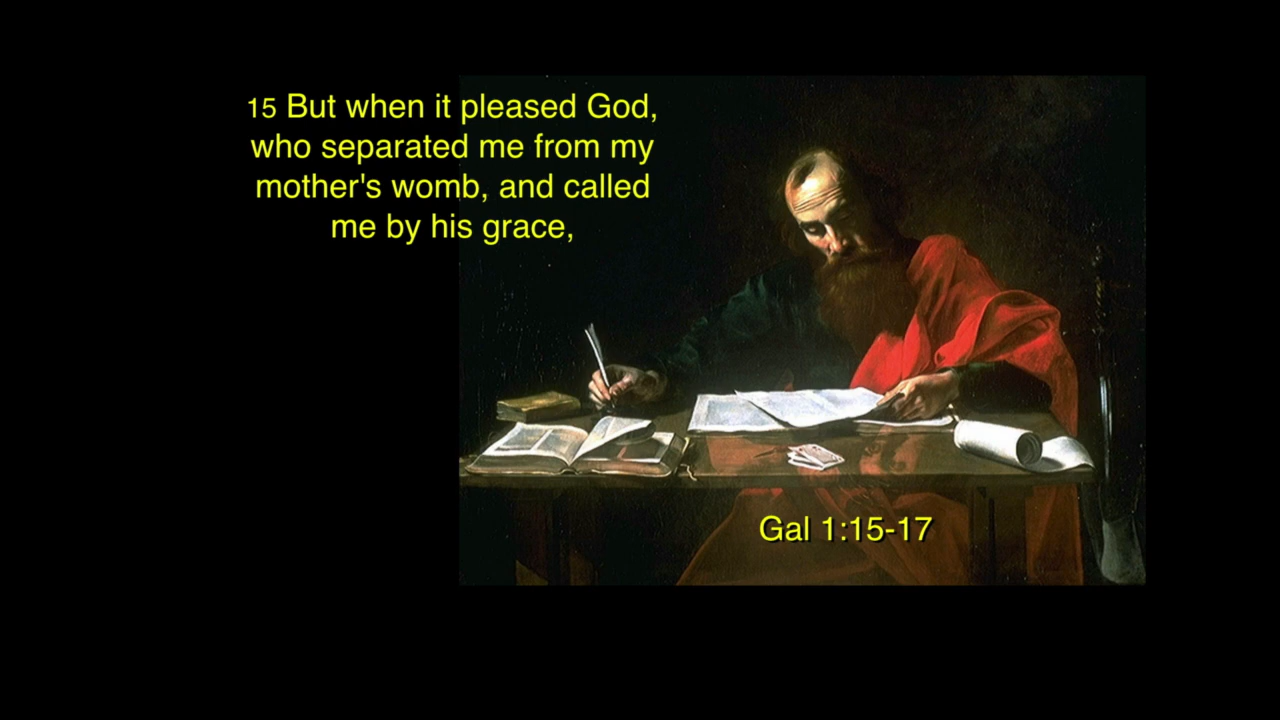 15 But when it pleased God,
who separated me from my
mother's womb, and called
me by his grace,
Gal 1:15-17